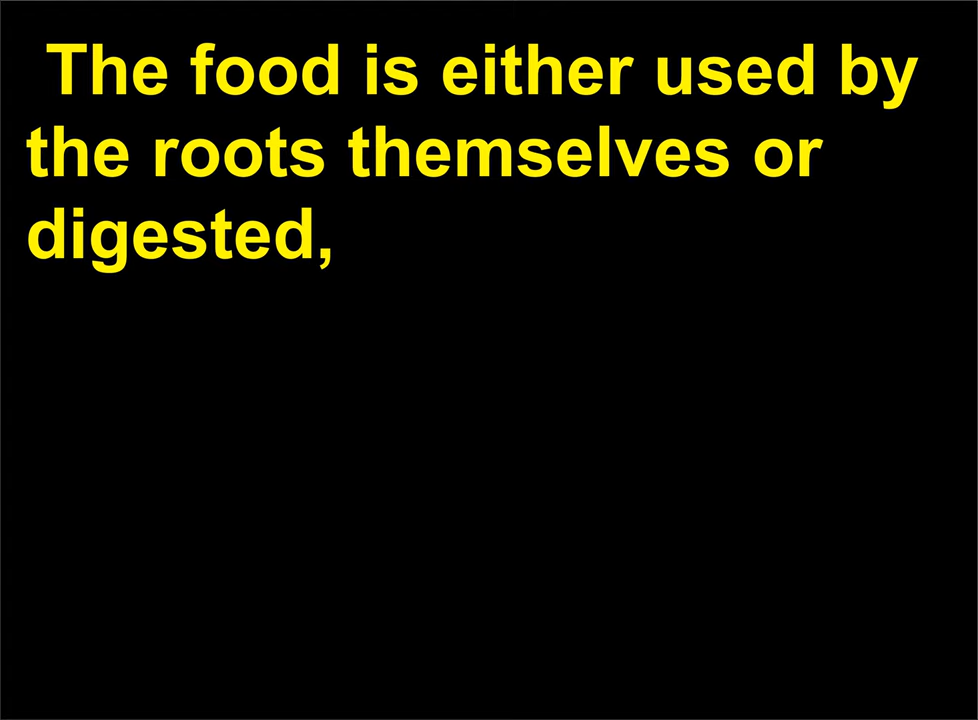 The food is either used by
the roots themselves or
digested,